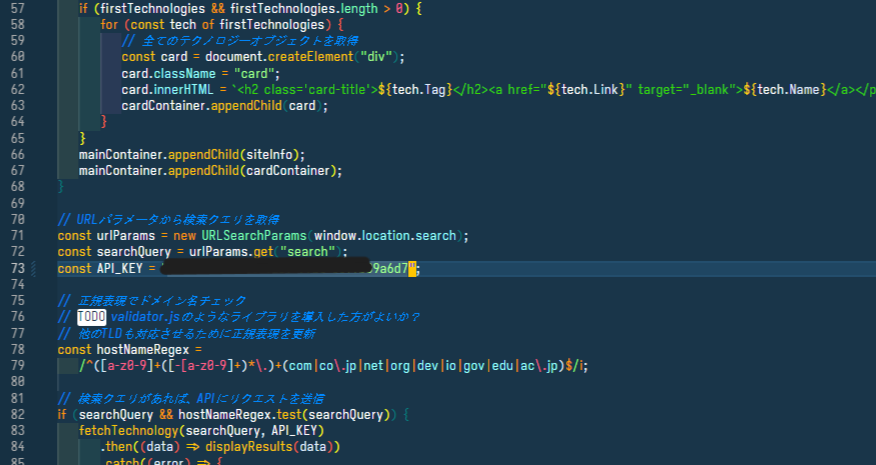 57 if (firstTechnologies && firstTechnologies.length > 0) {
58 for (const tech of firstTechnologies) {
59 // 全てのテクノロジーオブジェクトを取得
60 const card = document.createElement("div");
61 card.className = "card";
62 card.innerHTML = `<h2 class='card-title'>${tech.Tag}</h2><a href="${tech.Link}" target="_blank">${tech.Name}</a></p
63 cardContainer.appendChild(card);
64 }
65 }
66 mainContainer.appendChild(siteInfo);
67 mainContainer.appendChild(cardContainer);
68 }
69
70 // URLパラメータから検索クエリを取得
71 const urlParams = new URLSearchParams(window.location.search);
72 const searchQuery = urlParams.get("search");
73 const API_KEY = 9a6d7";
74
75 // 正規表現でドメイン名チェック
76 // TODO validator.jsのようなライブラリを導入した方がよいか?
77 // 他のTLDも対応させるために正規表現を更新
78 const hostNameRegex =
79 /^([a-z0-9]+([-[a-z0-9]+)*\.)+(com|co\.jp|net|org|dev|io|gov|edu|ac\.jp)$/i;
80
81 // 検索クエリがあれば、APIにリクエストを送信
82 if (searchQuery && hostNameRegex.test(searchQuery)) {
83 fetchTechnology(searchQuery, API_KEY)
84 .then((data) => displayResults(data))
85 .catch((error) => {